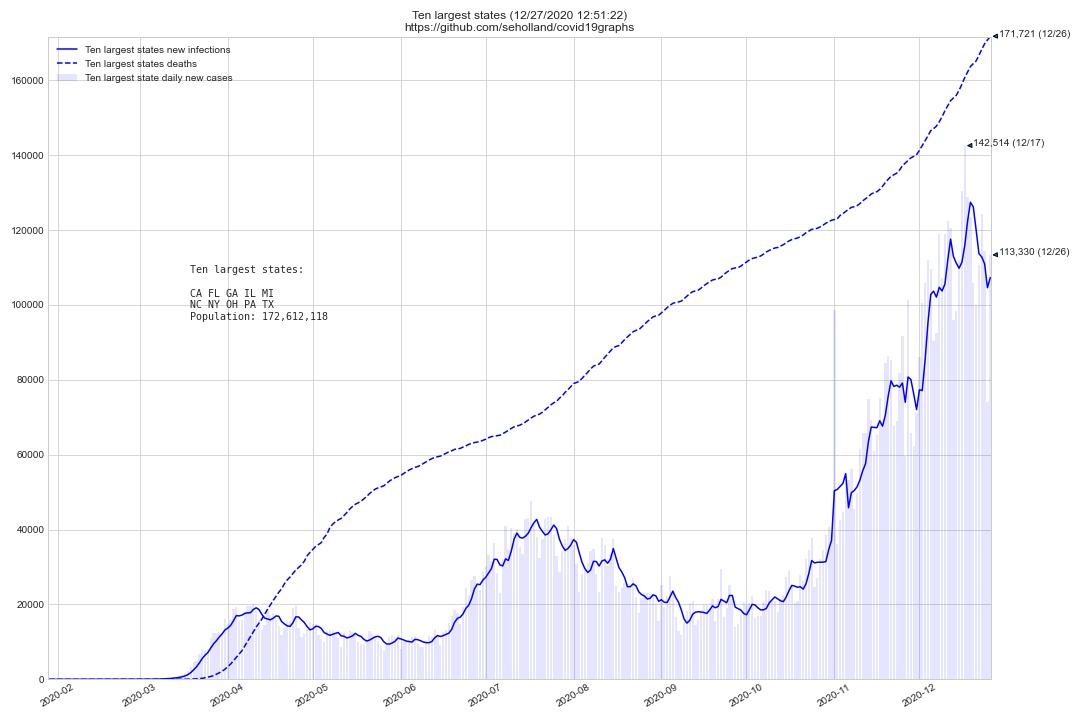 Ten largest states (12/27/2020 12:51:22)
https://github.com/seholland/covid19graphs
171,721 (12/26)
Ten largest states new infections
Ten largest states deaths
Ten largest state daily new cases
160000
142,514 (12/17)
140000
120000
113,330 (12/26)
Ten largest states:
CA FL GA IL MI
NC NY OH PA TX
Population: 172,612,118
100000
80000
60000
40000
20000
0
2020-02 2020-03 2020-04 2020-05 2020-06 2020-07 2020-08 2020-09 2020-10 2020-11 2020-12